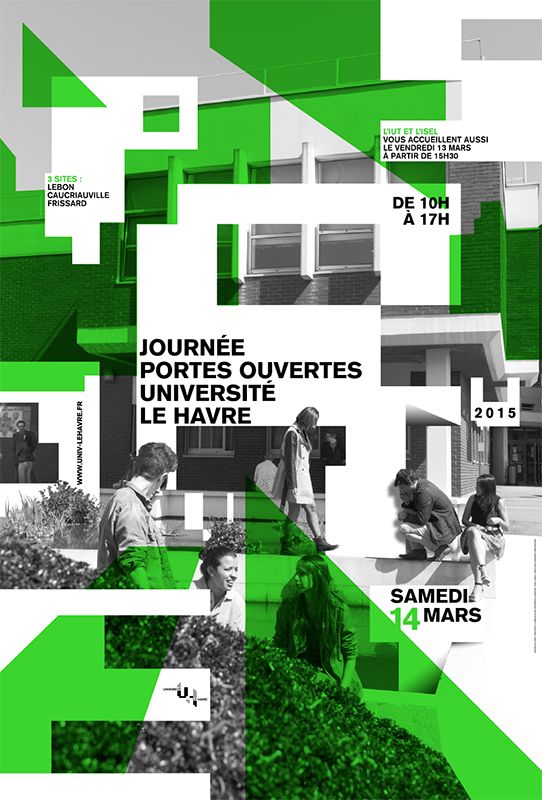 L'IUT ET L'ISEL
VOUS ACCUEILLENT AUSSI
LE VENDREDI 13 MARS
À PARTIR DE 15H30
3 SITES :
LEBON
CAUCRIAUVILLE
FRISSARD
DE 10H
À 17H
JOURNÉE
PORTES OUVERTES
UNIVERSITÉ
LE HAVRE
2015
WWW.UNIV-LEHAVRE.FR
SAMEDI
14 MARS